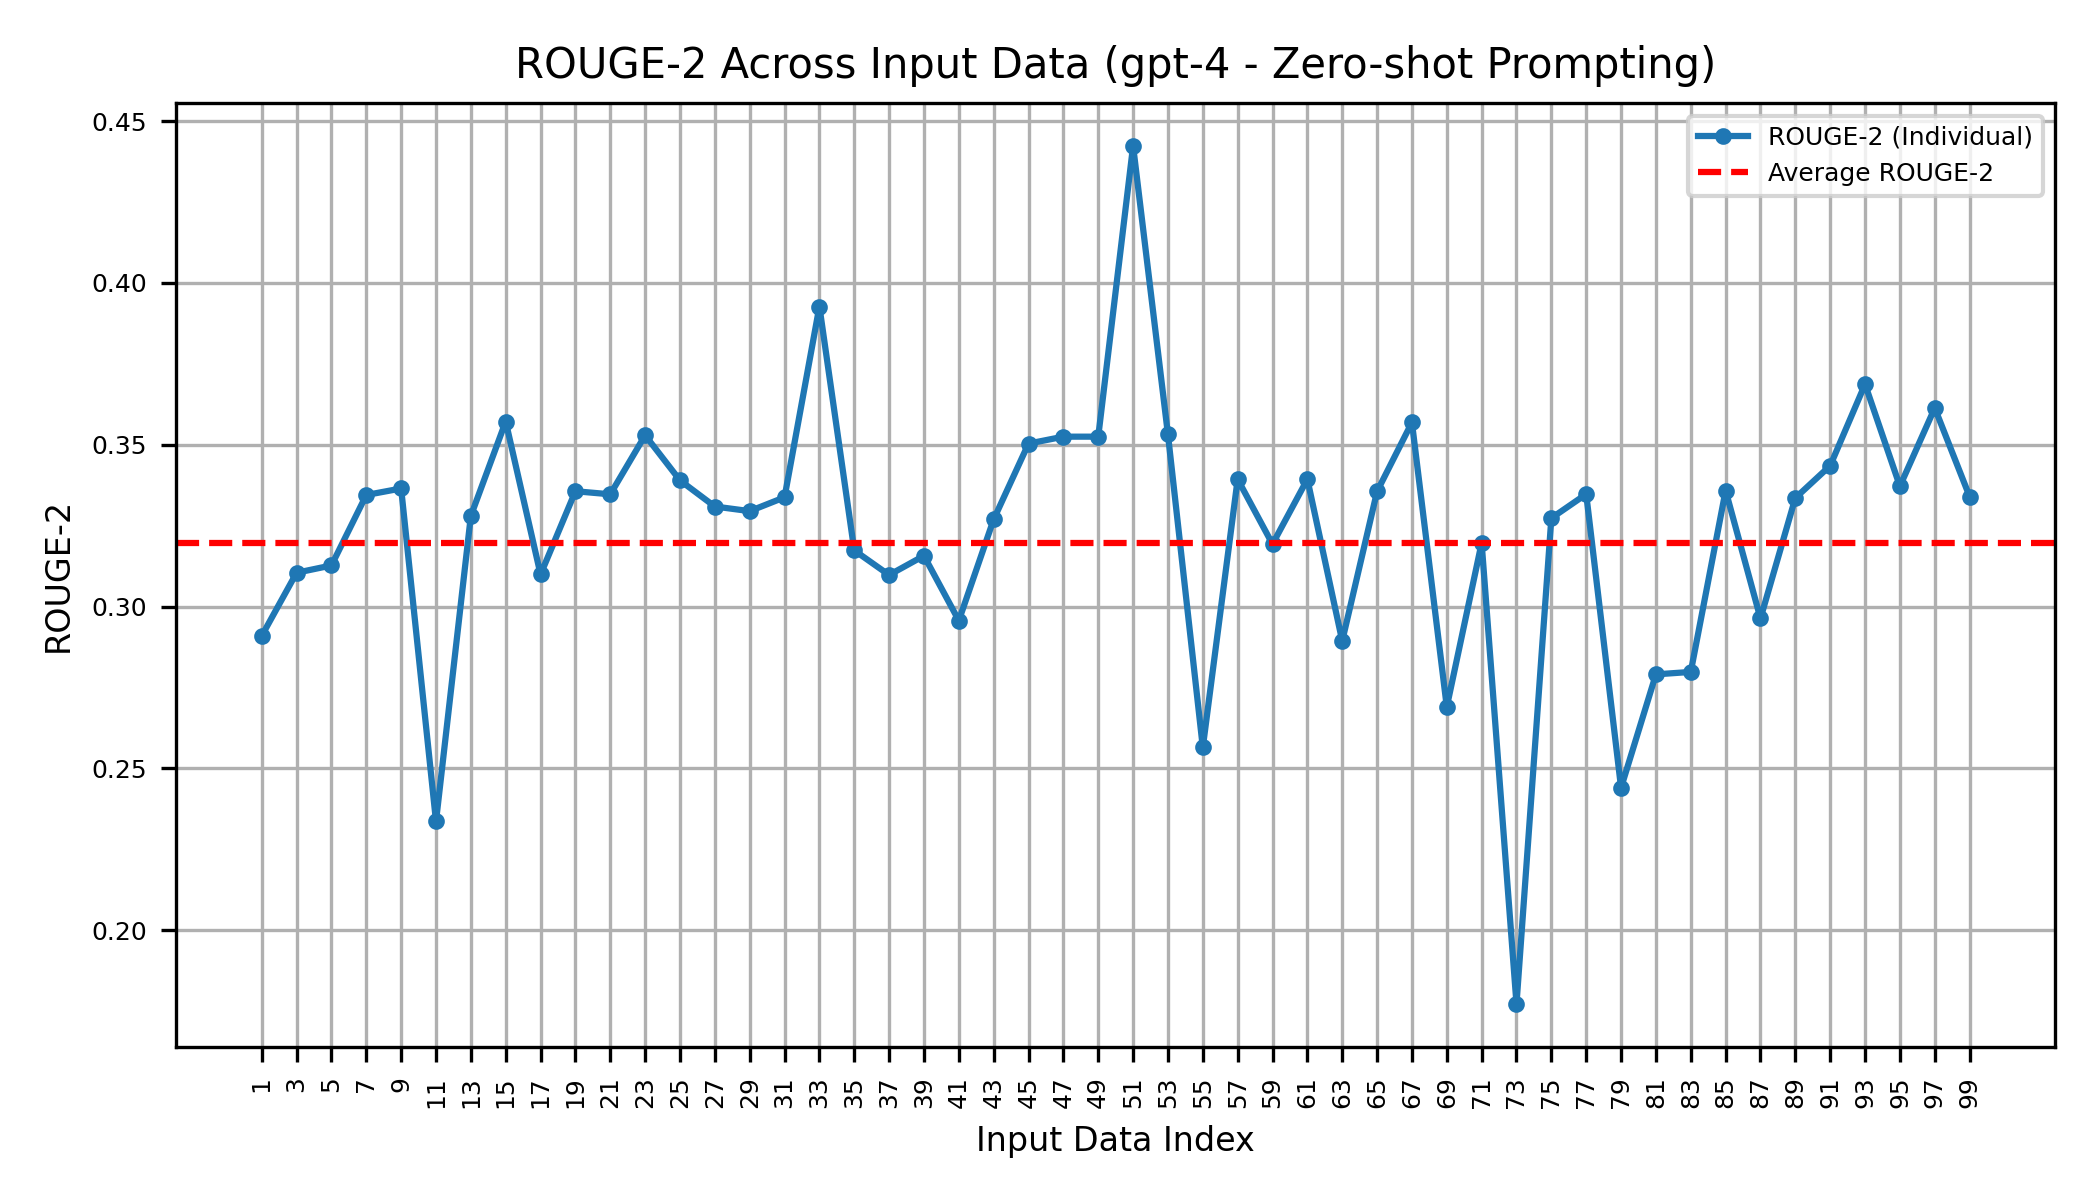 ROUGE-2 Across Input Data (gpt-4 - Zero-shot Prompting)
ROUGE-2 (Individual)
Average ROUGE-2
0.45
0.40
0.35
0.30
0.25
0.20
ROUGE-2
1 3 5 7 9 11 13 15 17 19 21 23 25 27 29 31 33 35 37 39 41 43 45 47 49 51 53 55 57 59 61 63 65 67 69 71 73 75 77 79 81 83 85 87 89 91 93 95 97 99
Input Data Index